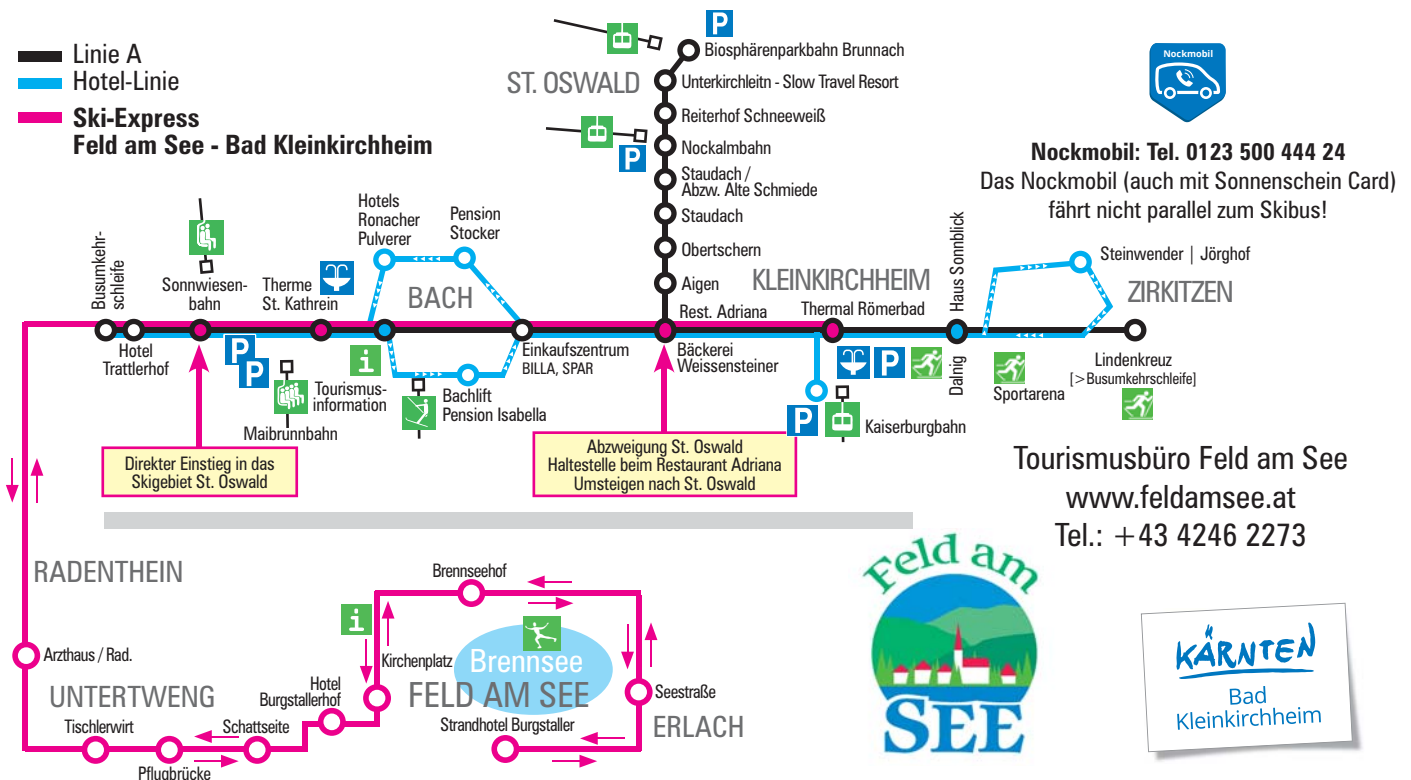 Linie A
Hotel-Linie
Ski-Express
Feld am See - Bad Kleinkirchheim
P
Biosphärenparkbahn Brunnach
ST. OSWALD
Unterkirchleitn - Slow Travel Resort
Reiterhof Schneeweiß
P
Nockalmbahn
Staudach /
Abzw. Alte Schmiede
Staudach
Obertschern
Aigen
Nockmobil
Nockmobil: Tel. 0123 500 444 24
Das Nockmobil (auch mit Sonnenschein Card)
fährt nicht parallel zum Skibus!
Busumkehr-
schleife
Hotel
Trattlerhof
Sonnwiesen-
bahn
Therme
St. Kathrein
Hotels
Ronacher
Pulverer
Pension
Stocker
BACH
P
P
Maibrunnbahn
i
Tourismus-
information
Bachlift
Pension Isabella
Einkaufszentrum
BILLA, SPAR
Rest. Adriana
Bäckerei
Weissensteiner
KLEINKIRCHHEIM
Thermal Römerbad
P
P
Kaiserburgbahn
Haus Sonnblick
Dalnig
Sportarena
Steinwender | Jörghof
ZIRKITZEN
Lindenkreuz
[>Busumkehrschleife]
Direkter Einstieg in das
Skigebiet St. Oswald
Abzweigung St. Oswald
Haltestelle beim Restaurant Adriana
Umsteigen nach St. Oswald
Tourismusbüro Feld am See
www.feldamsee.at
Tel.: +43 4246 2273
RADENTHEIN
Arzthaus / Rad.
UNTERTWENG
Tischlerwirt
Pflugbrücke
Schattseite
Hotel
Burgstallerhof
i
Kirchenplatz
Brennseehof
Brennsee
FELD AM SEE
Strandhotel Burgstaller
Seestraße
ERLACH
Feld am
SEE
KÄRNTEN
Bad
Kleinkirchheim